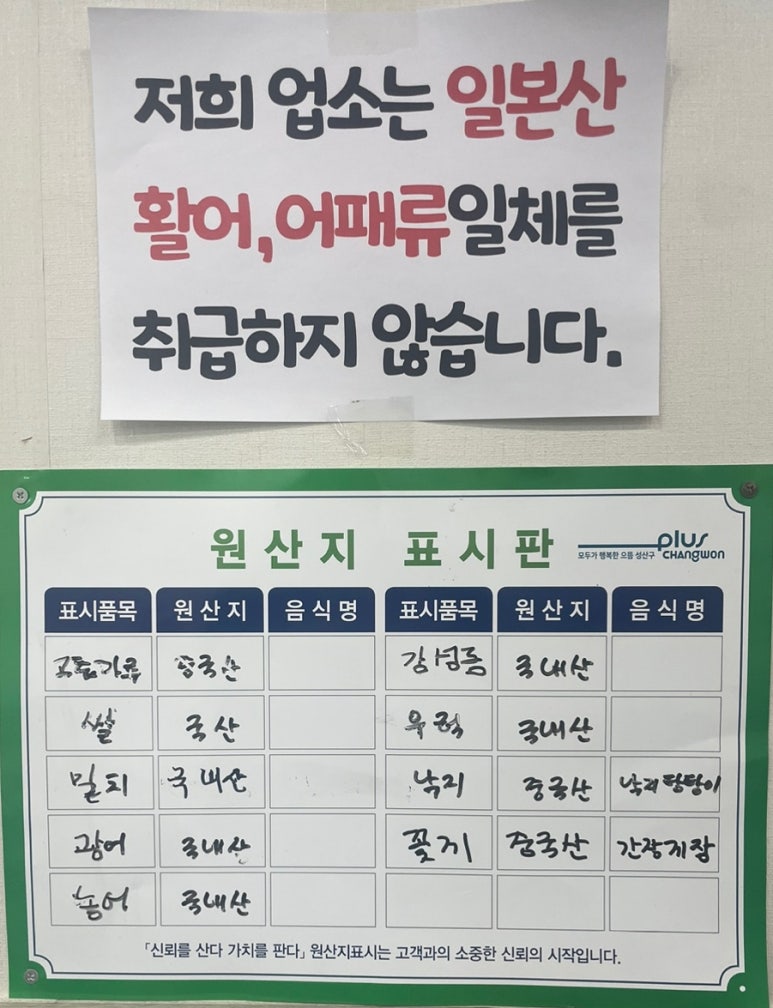 저희 업소는 일본산
활어,어패류일체를
취급하지 않습니다.
원산지 표시판
plus
CHANGWON
모두가 행복한 으뜸 성산구
표시품목 원산지 음식명 표시품목 원산지 음식명
고추가루 중국산 감성돔 국내산
쌀 국산 우럭 국내산
밀치 국내산 낙지 중국산 낙지탕탕이
광어 국내산 꽃게 중국산 간장게장
농어 국내산
「신뢰를 산다 가치를 판다」 원산지표시는 고객과의 소중한 신뢰의 시작입니다.